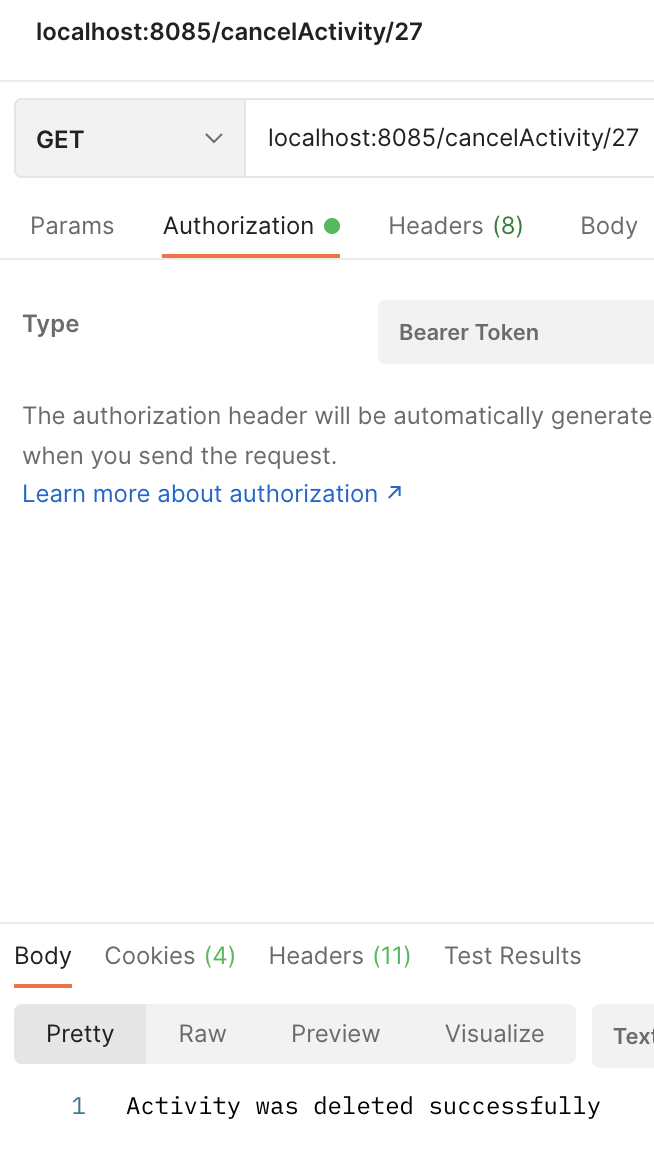 localhost:8085/cancelActivity/27
GET localhost:8085/cancelActivity/27
Params Authorization Headers (8) Body
Type Bearer Token
The authorization header will be automatically generate
when you send the request.
Learn more about authorization ↗
Body Cookies (4) Headers (11) Test Results
Pretty Raw Preview Visualize Text
1 Activity was deleted successfully